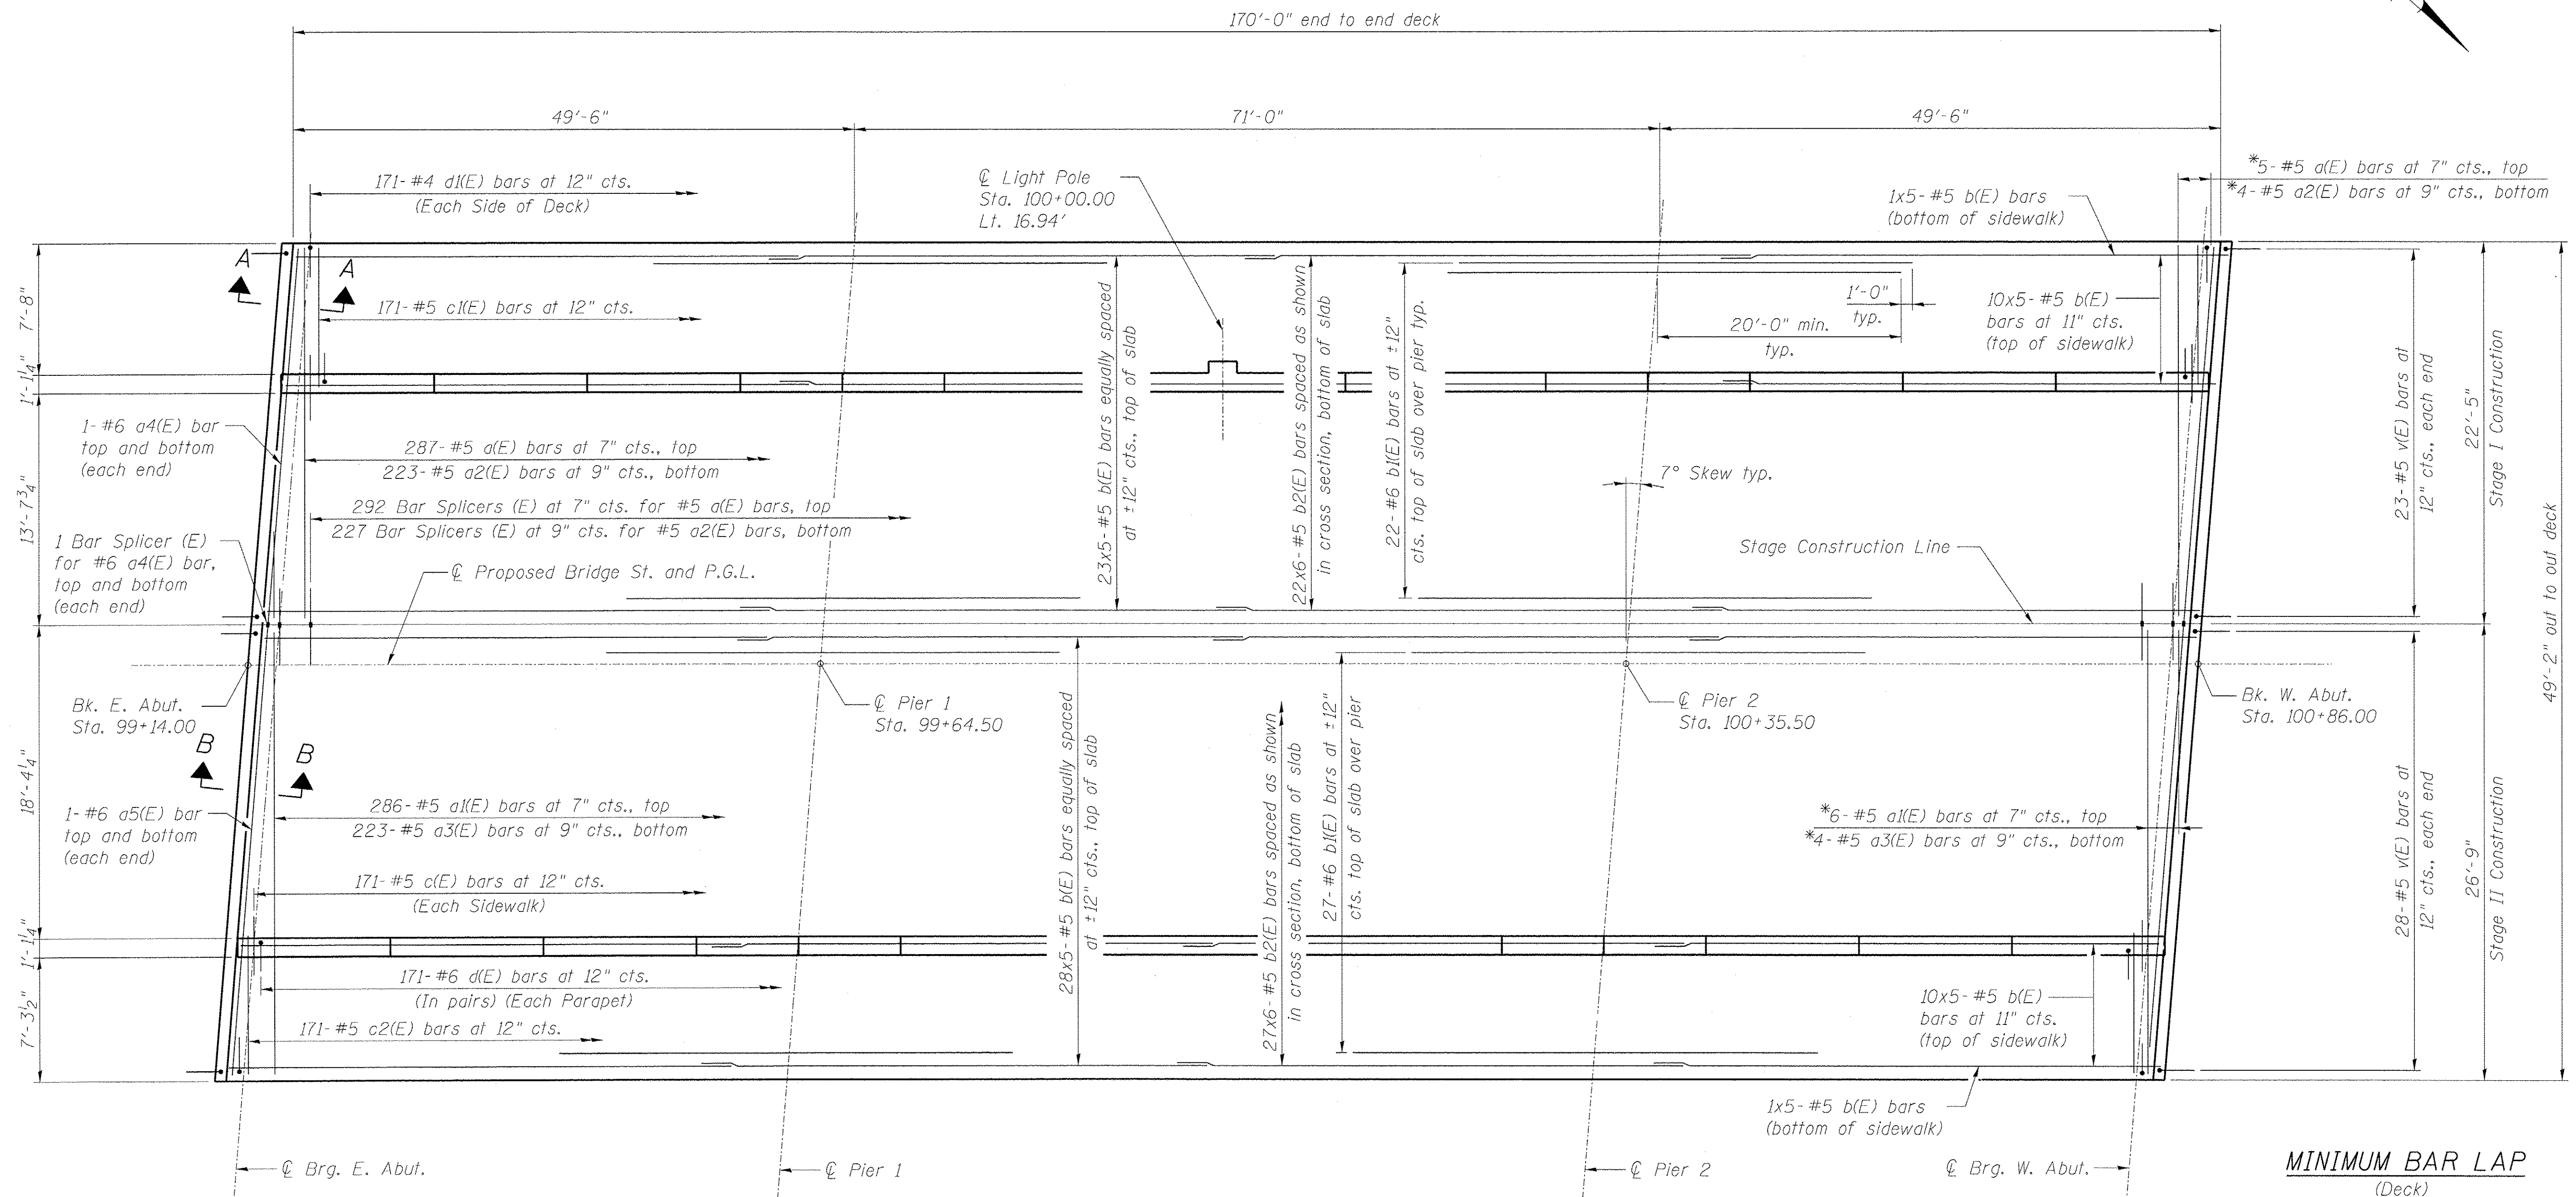 170'-0" end to end deck
49'-6"
71'-0"
49'-6"
171-#4 d1(E) bars at 12" cts.
(Each Side of Deck)
℄ Light Pole
Sta. 100+00.00
Lt. 16.94'
1x5-#5 b(E) bars
(bottom of sidewalk)
*5-#5 a(E) bars at 7" cts., top
*4-#5 a2(E) bars at 9" cts., bottom
A
A
171-#5 c1(E) bars at 12" cts.
7'-8"
1'-1¼"
13'-7¾"
18'-4¼"
1'-1¼"
7'-3½"
23x5-#5 b(E) bars equally spaced
at ±12" cts., top of slab
22x6-#5 b2(E) bars spaced as shown
in cross section, bottom of slab
22-#6 b1(E) bars at ±12"
cts. top of slab over pier typ.
1'-0"
typ.
20'-0" min.
typ.
10x5-#5 b(E)
bars at 11" cts.
(top of sidewalk)
23-#5 v(E) bars at
12" cts., each end
22'-5"
Stage I Construction
49'-2" out to out deck
1-#6 a4(E) bar
top and bottom
(each end)
287-#5 a(E) bars at 7" cts., top
223-#5 a2(E) bars at 9" cts., bottom
292 Bar Splicers (E) at 7" cts. for #5 a(E) bars, top
227 Bar Splicers (E) at 9" cts. for #5 a2(E) bars, bottom
7° Skew typ.
1 Bar Splicer (E)
for #6 a4(E) bar,
top and bottom
(each end)
℄ Proposed Bridge St. and P.G.L.
Stage Construction Line
Bk. E. Abut.
Sta. 99+14.00
℄ Pier 1
Sta. 99+64.50
℄ Pier 2
Sta. 100+35.50
Bk. W. Abut.
Sta. 100+86.00
B
B
28x5-#5 b(E) bars equally spaced
at ±12" cts., top of slab
27x6-#5 b2(E) bars spaced as shown
in cross section, bottom of slab
27-#6 b1(E) bars at ±12"
cts. top of slab over pier
28-#5 v(E) bars at
12" cts., each end
26'-9"
Stage II Construction
1-#6 a5(E) bar
top and bottom
(each end)
286-#5 a1(E) bars at 7" cts., top
223-#5 a3(E) bars at 9" cts., bottom
*6-#5 a1(E) bars at 7" cts., top
*4-#5 a3(E) bars at 9" cts., bottom
171-#5 c(E) bars at 12" cts.
(Each Sidewalk)
171-#6 d(E) bars at 12" cts.
(In pairs) (Each Parapet)
171-#5 c2(E) bars at 12" cts.
10x5-#5 b(E)
bars at 11" cts.
(top of sidewalk)
1x5-#5 b(E) bars
(bottom of sidewalk)
℄ Brg. E. Abut.
℄ Pier 1
℄ Pier 2
℄ Brg. W. Abut.
MINIMUM BAR LAP
(Deck)